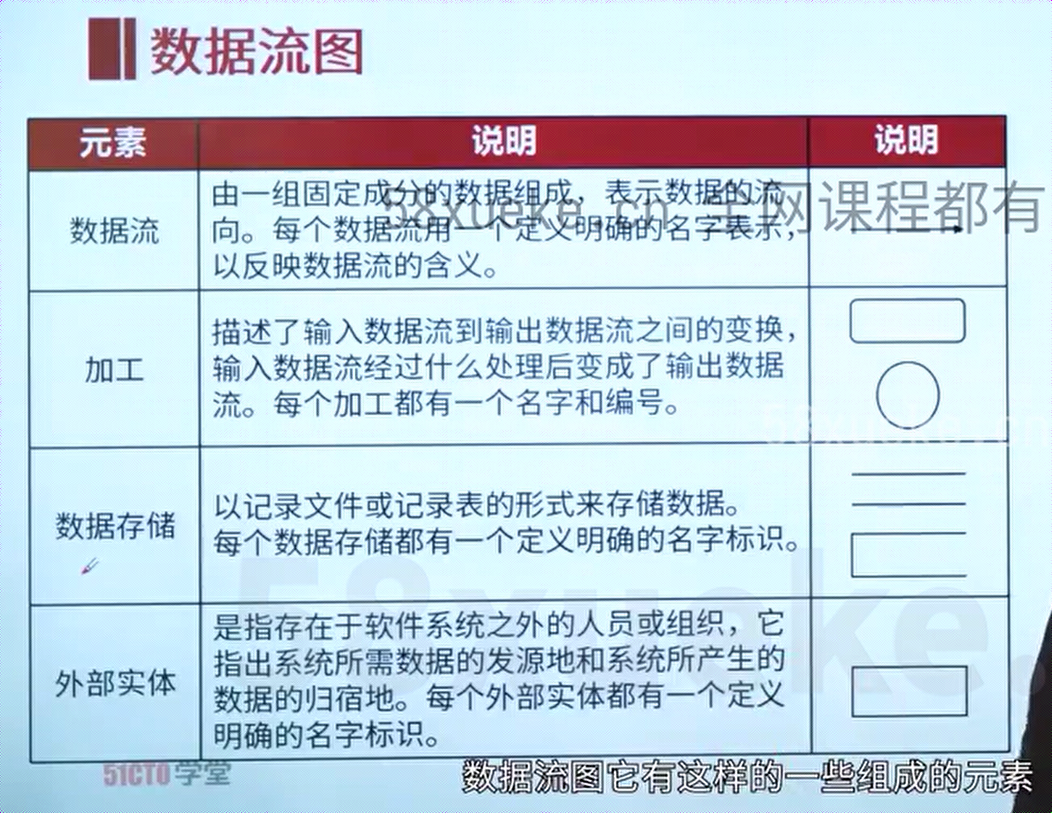 数据流图
元素
说明
说明
数据流
由一组固定成分的数据组成，表示数据的流
向。每个数据流用一个定义明确的名字表示，
以反映数据流的含义。
58xueke.cn 全网课程都有
加工
描述了输入数据流到输出数据流之间的变换，
输入数据流经过什么处理后变成了输出数据
流。每个加工都有一个名字和编号。
58xueke.cn
数据存储
以记录文件或记录表的形式来存储数据。
每个数据存储都有一个定义明确的名字标识。
58xueke.
外部实体
是指存在于软件系统之外的人员或组织，它
指出系统所需数据的发源地和系统所产生的
数据的归宿地。每个外部实体都有一个定义
明确的名字标识。
51CTO学堂
数据流图它有这样的一些组成的元素